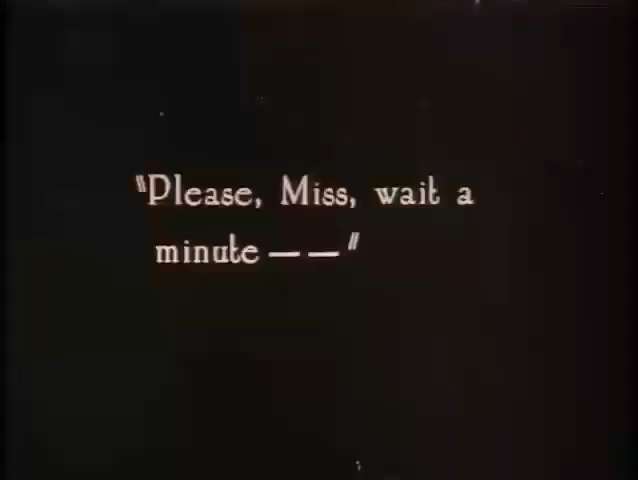 "Please, Miss, wait a
minute — —"